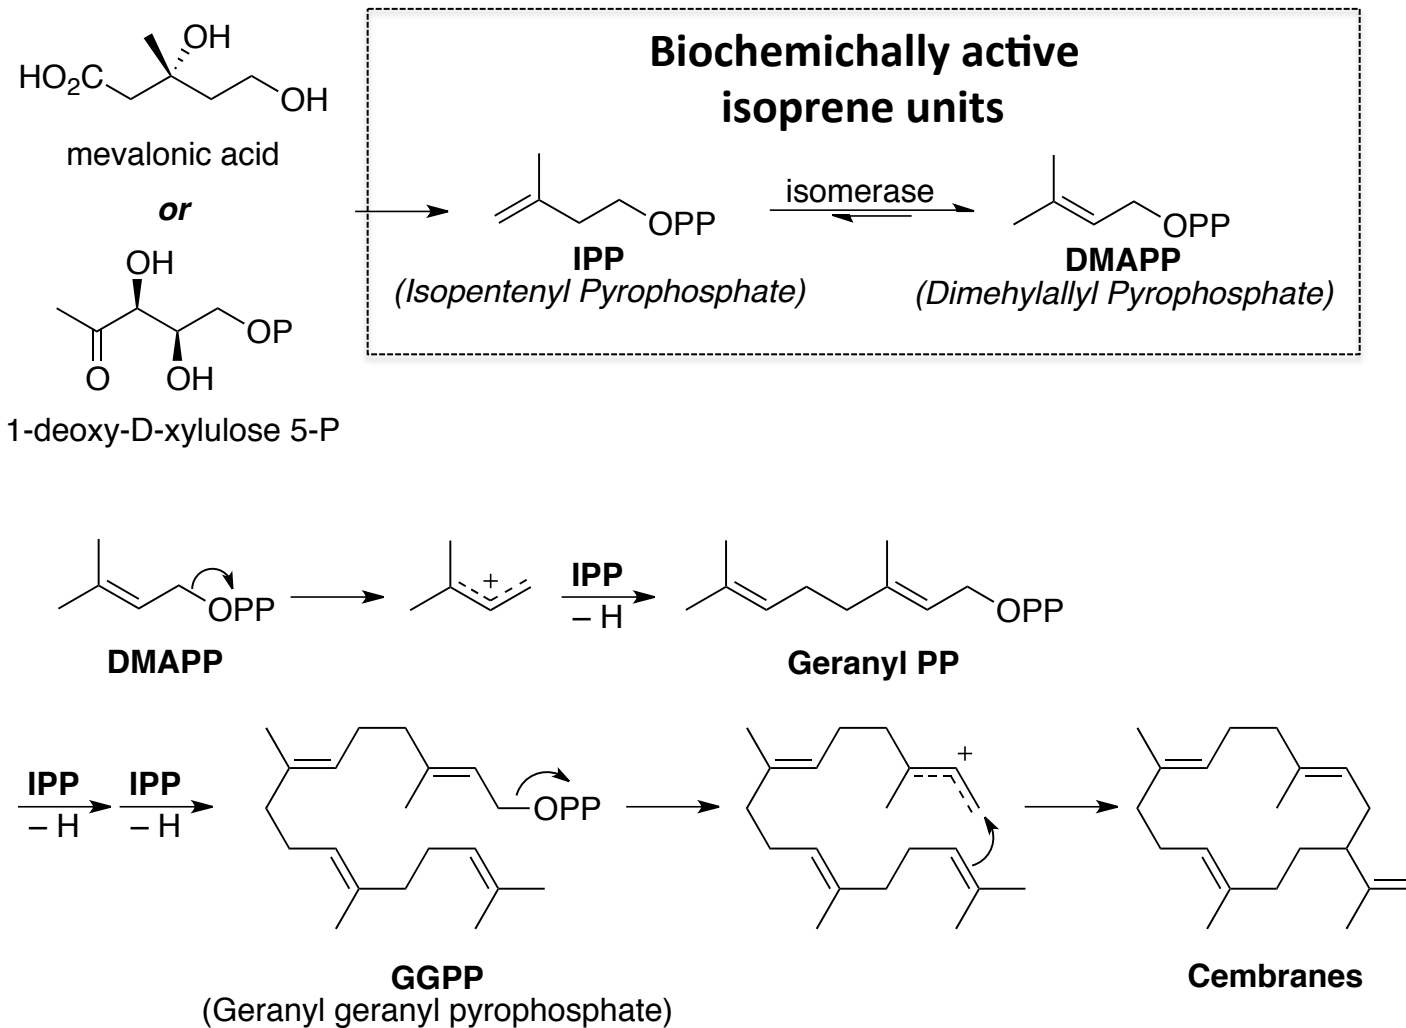 Biochemichally active
isoprene units
OH
HO₂C
OH
mevalonic acid
or
OH
OP
O
OH
1-deoxy-D-xylulose 5-P
OPP
IPP
(Isopentenyl Pyrophosphate)
isomerase
OPP
DMAPP
(Dimehylallyl Pyrophosphate)
OPP
DMAPP
+
IPP
– H
OPP
Geranyl PP
IPP
– H
IPP
– H
OPP
GGPP
(Geranyl geranyl pyrophosphate)
+
Cembranes